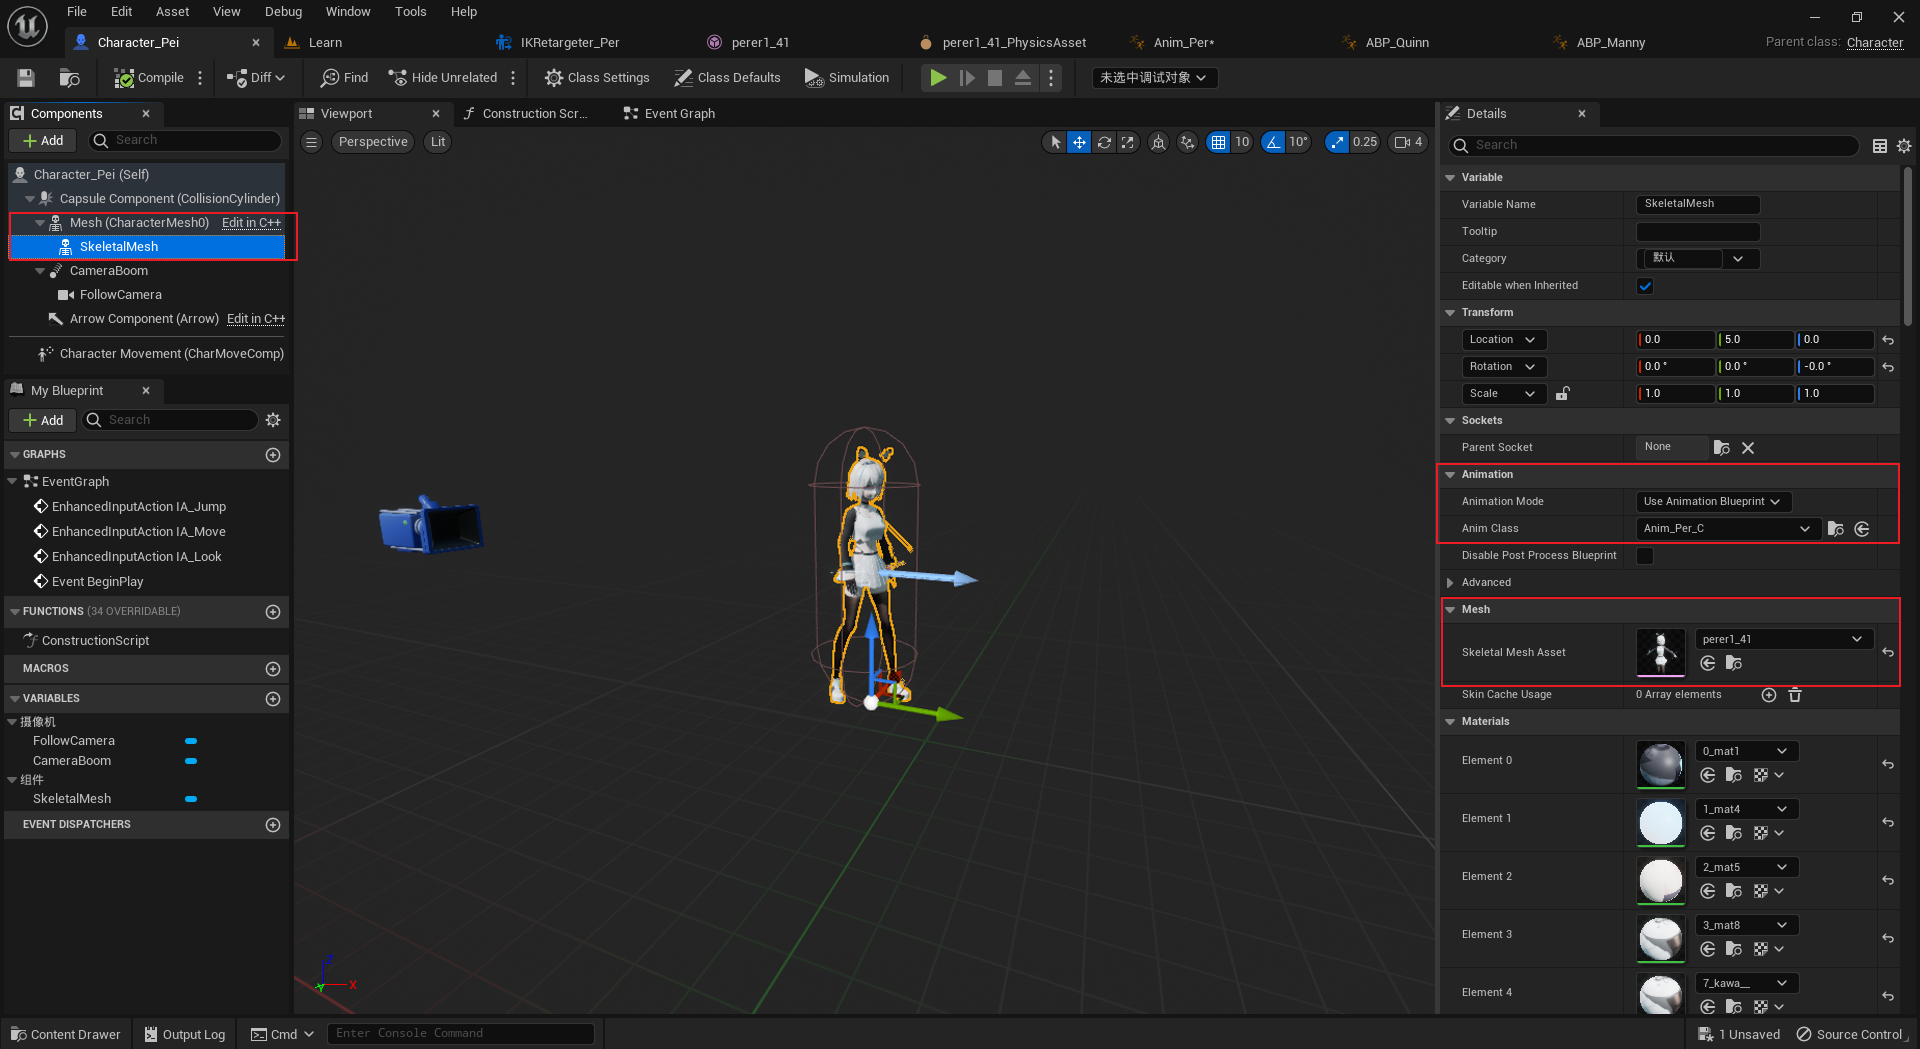 File Edit Asset View Debug Window Tools Help
Character_Pei Learn IKRetargeter_Per perer1_41 perer1_41_PhysicsAsset Anim_Per* ABP_Quinn ABP_Manny Parent class: Character
Compile Diff Find Hide Unrelated Class Settings Class Defaults Simulation 未选中调试对象
Components
Add Search
Character_Pei (Self)
Capsule Component (CollisionCylinder)
Mesh (CharacterMesh0) Edit in C++
SkeletalMesh
CameraBoom
FollowCamera
Arrow Component (Arrow) Edit in C++
Character Movement (CharMoveComp)
My Blueprint
Add Search
GRAPHS
EventGraph
EnhancedInputAction IA_Jump
EnhancedInputAction IA_Move
EnhancedInputAction IA_Look
Event BeginPlay
FUNCTIONS (34 OVERRIDABLE)
ConstructionScript
MACROS
VARIABLES
摄像机
FollowCamera
CameraBoom
组件
SkeletalMesh
EVENT DISPATCHERS
Viewport Construction Scr... Event Graph
Perspective Lit 10 10° 0.25 4
Z
X
Y
Details
Search
Variable
Variable Name SkeletalMesh
Tooltip
Category 默认
Editable when Inherited
Transform
Location 0.0 5.0 0.0
Rotation 0.0 ° 0.0 ° -0.0 °
Scale 1.0 1.0 1.0
Sockets
Parent Socket None
Animation
Animation Mode Use Animation Blueprint
Anim Class Anim_Per_C
Disable Post Process Blueprint
Advanced
Mesh
Skeletal Mesh Asset perer1_41
Skin Cache Usage 0 Array elements
Materials
Element 0 0_mat1
Element 1 1_mat4
Element 2 2_mat5
Element 3 3_mat8
Element 4 7_kawa__
Content Drawer Output Log Cmd Enter Console Command 1 Unsaved Source Control